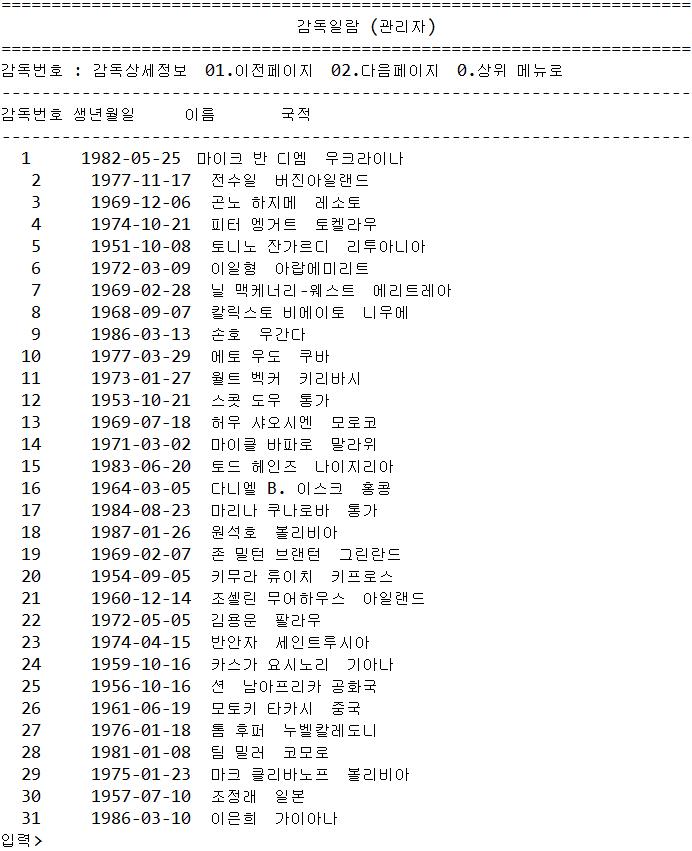 =====================================================================
감독일람 (관리자)
=====================================================================
감독번호 : 감독상세정보  01.이전페이지  02.다음페이지  0.상위 메뉴로
---------------------------------------------------------------------
감독번호 생년월일     이름       국적
---------------------------------------------------------------------
1     1982-05-25  마이크 반 디엠  우크라이나
2     1977-11-17  전수일  버진아일랜드
3     1969-12-06  곤노 하지메  레소토
4     1974-10-21  피터 엥거트  토켈라우
5     1951-10-08  토니노 잔가르디  리투아니아
6     1972-03-09  이일형  아랍에미리트
7     1969-02-28  닐 맥케너리-웨스트  에리트레아
8     1968-09-07  칼릭스토 비에이토  니우에
9     1986-03-13  손호  우간다
10     1977-03-29  에토 우도  쿠바
11     1973-01-27  월트 벡커  키리바시
12     1953-10-21  스콧 도우  통가
13     1969-07-18  허우 샤오시엔  모로코
14     1971-03-02  마이클 바파로  말라위
15     1983-06-20  토드 헤인즈  나이지리아
16     1964-03-05  다니엘 B. 이스크  홍콩
17     1984-08-23  마리나 쿠나로바  통가
18     1987-01-26  원석호  볼리비아
19     1969-02-07  존 밀턴 브랜턴  그린란드
20     1954-09-05  키무라 류이치  키프로스
21     1960-12-14  조셀린 무어하우스  아일랜드
22     1972-05-05  김용운  팔라우
23     1974-04-15  반안자  세인트루시아
24     1959-10-16  카스가 요시노리  기아나
25     1956-10-16  션  남아프리카 공화국
26     1961-06-19  모토키 타카시  중국
27     1976-01-18  톰 후퍼  누벨칼레도니
28     1981-01-08  팀 밀러  코모로
29     1975-01-23  마크 클리바노프  볼리비아
30     1957-07-10  조정래  일본
31     1986-03-10  이은희  가이아나
입력>